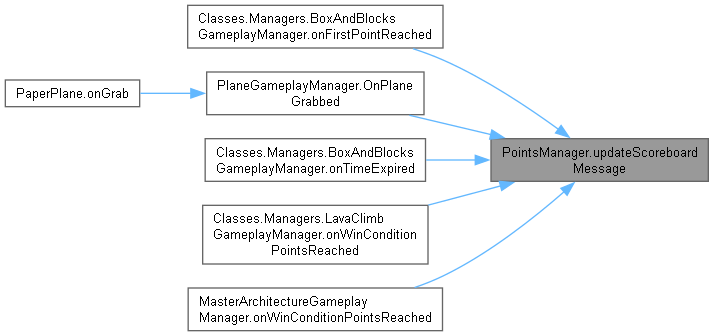 Classes.Managers.BoxAndBlocks
GameplayManager.onFirstPointReached
PaperPlane.onGrab
PlaneGameplayManager.OnPlane
Grabbed
PointsManager.updateScoreboard
Message
Classes.Managers.BoxAndBlocks
GameplayManager.onTimeExpired
Classes.Managers.LavaClimb
GameplayManager.onWinCondition
PointsReached
MasterArchitectureGameplay
Manager.onWinConditionPointsReached